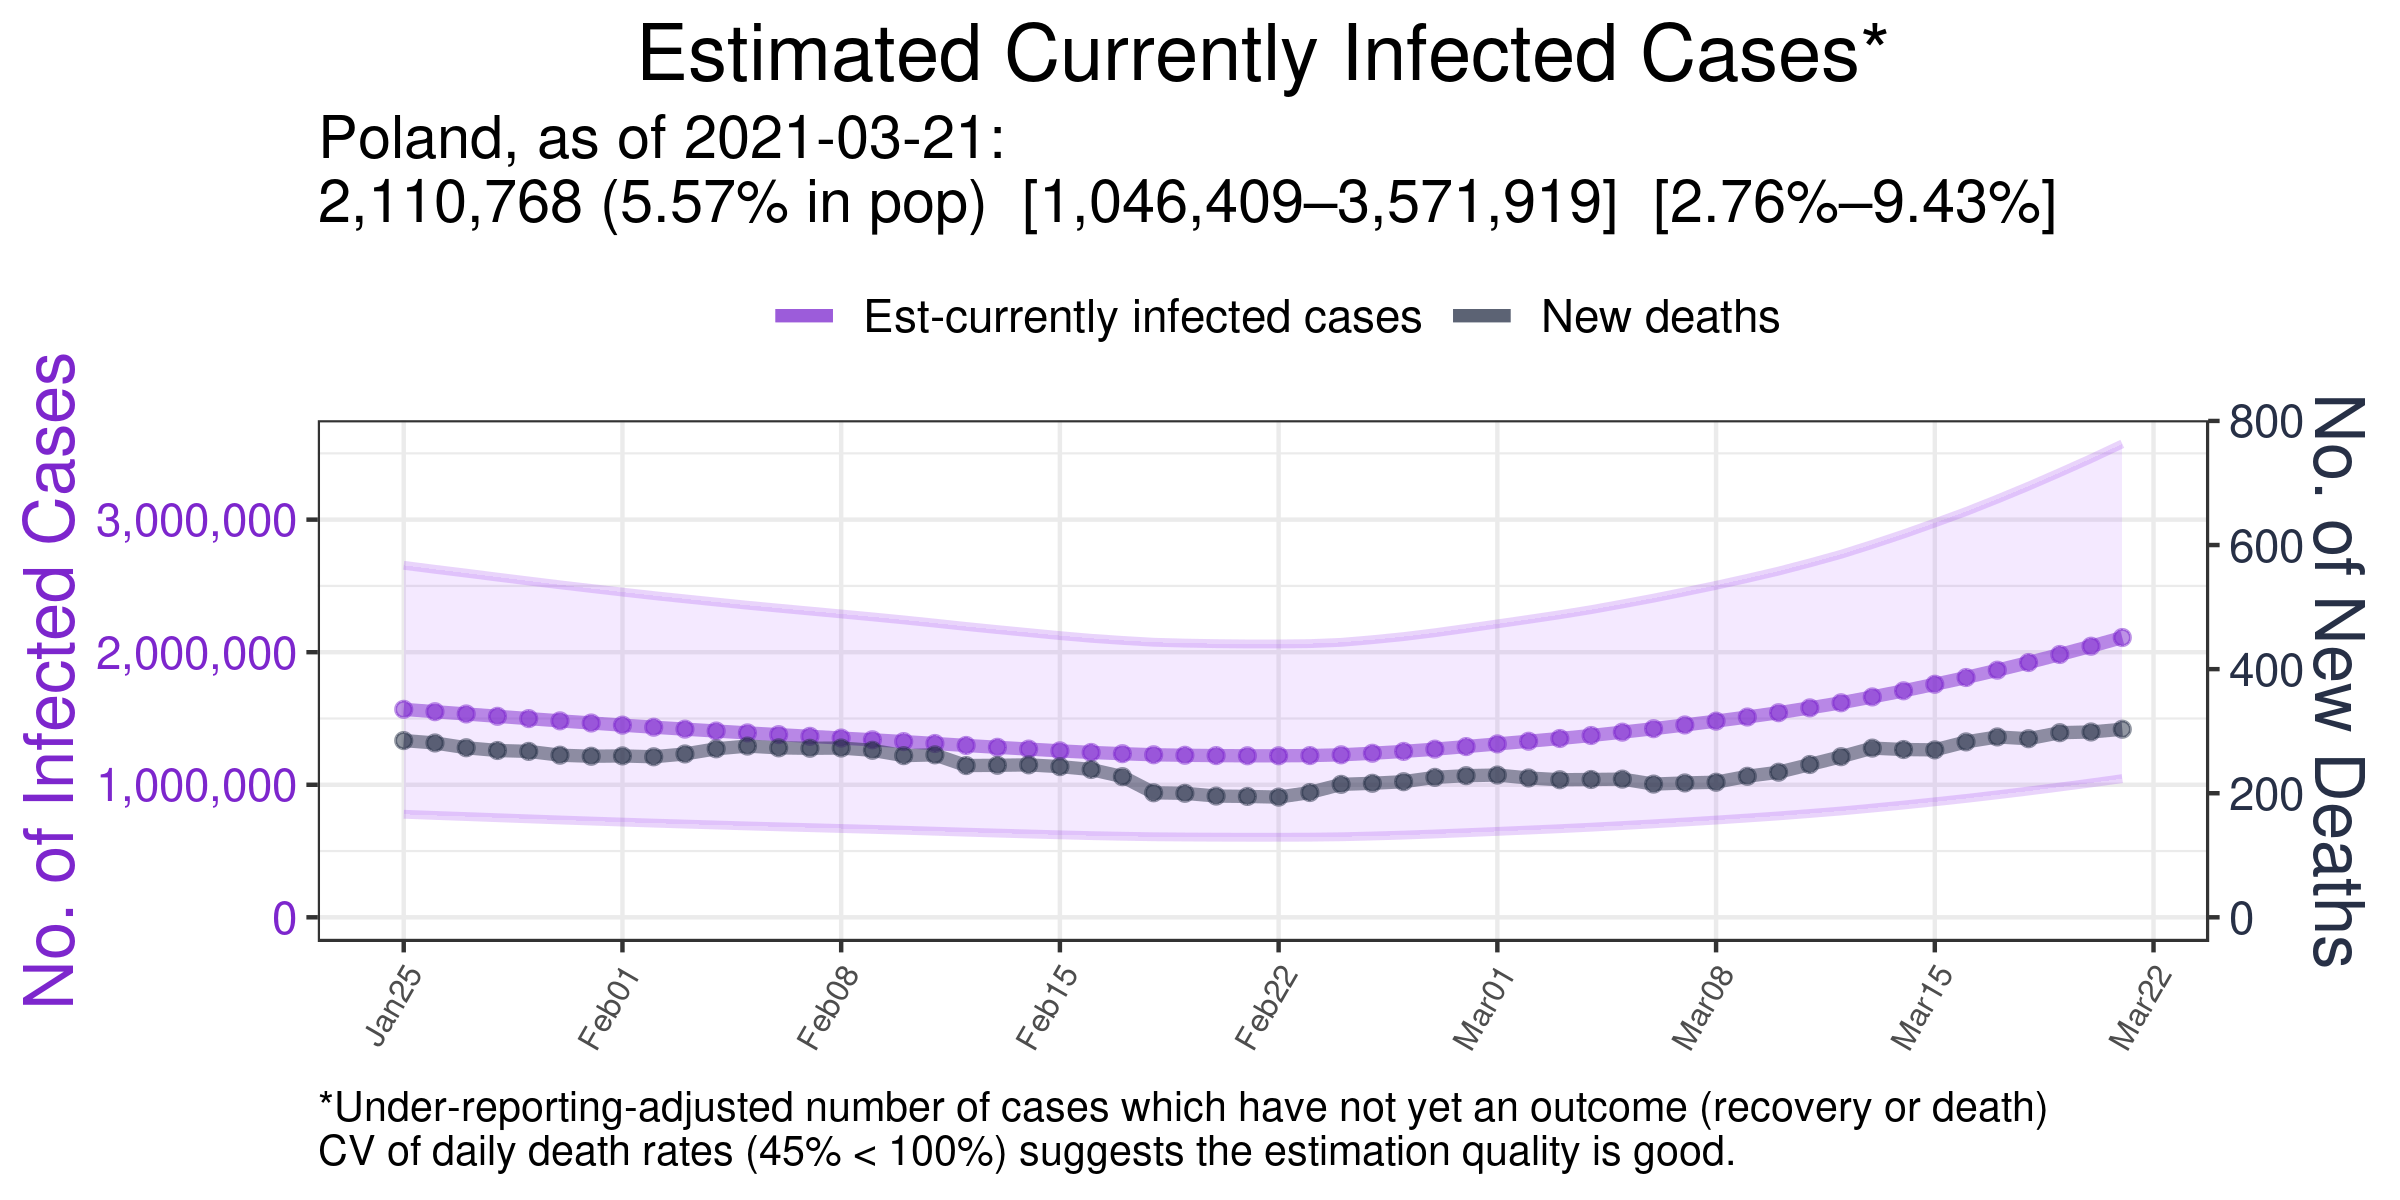 Estimated Currently Infected Cases*
Poland, as of 2021-03-21:
2,110,768 (5.57% in pop) [1,046,409–3,571,919] [2.76%–9.43%]
Est-currently infected cases New deaths
No. of Infected Cases
3,000,000
2,000,000
1,000,000
0
800
600
400
200
0
No. of New Deaths
Jan25 Feb01 Feb08 Feb15 Feb22 Mar01 Mar08 Mar15 Mar22
*Under-reporting-adjusted number of cases which have not yet an outcome (recovery or death)
CV of daily death rates (45% < 100%) suggests the estimation quality is good.